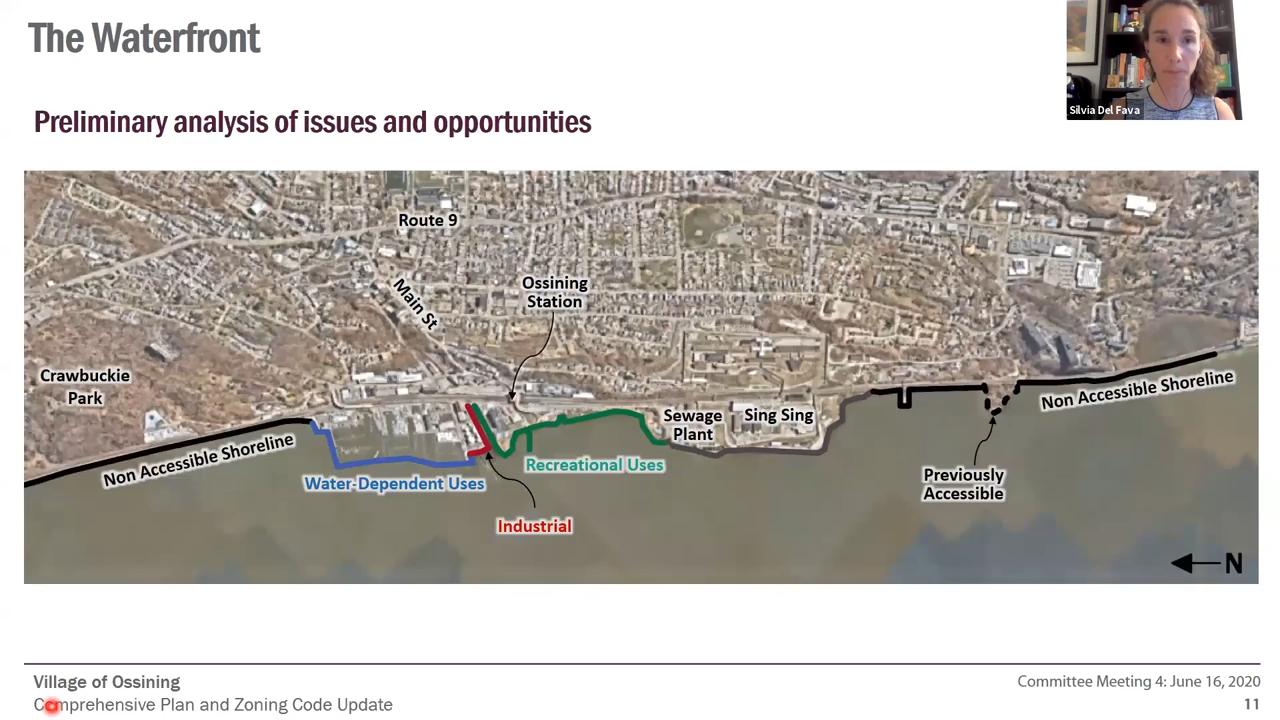 The Waterfront
Silvia Del Fava
Preliminary analysis of issues and opportunities
Route 9
Main St
Ossining
Station
Crawbuckie
Park
Non Accessible Shoreline
Water-Dependent Uses
Industrial
Recreational Uses
Sewage
Plant
Sing Sing
Previously
Accessible
Non Accessible Shoreline
N
Village of Ossining
Comprehensive Plan and Zoning Code Update
Committee Meeting 4: June 16, 2020
11